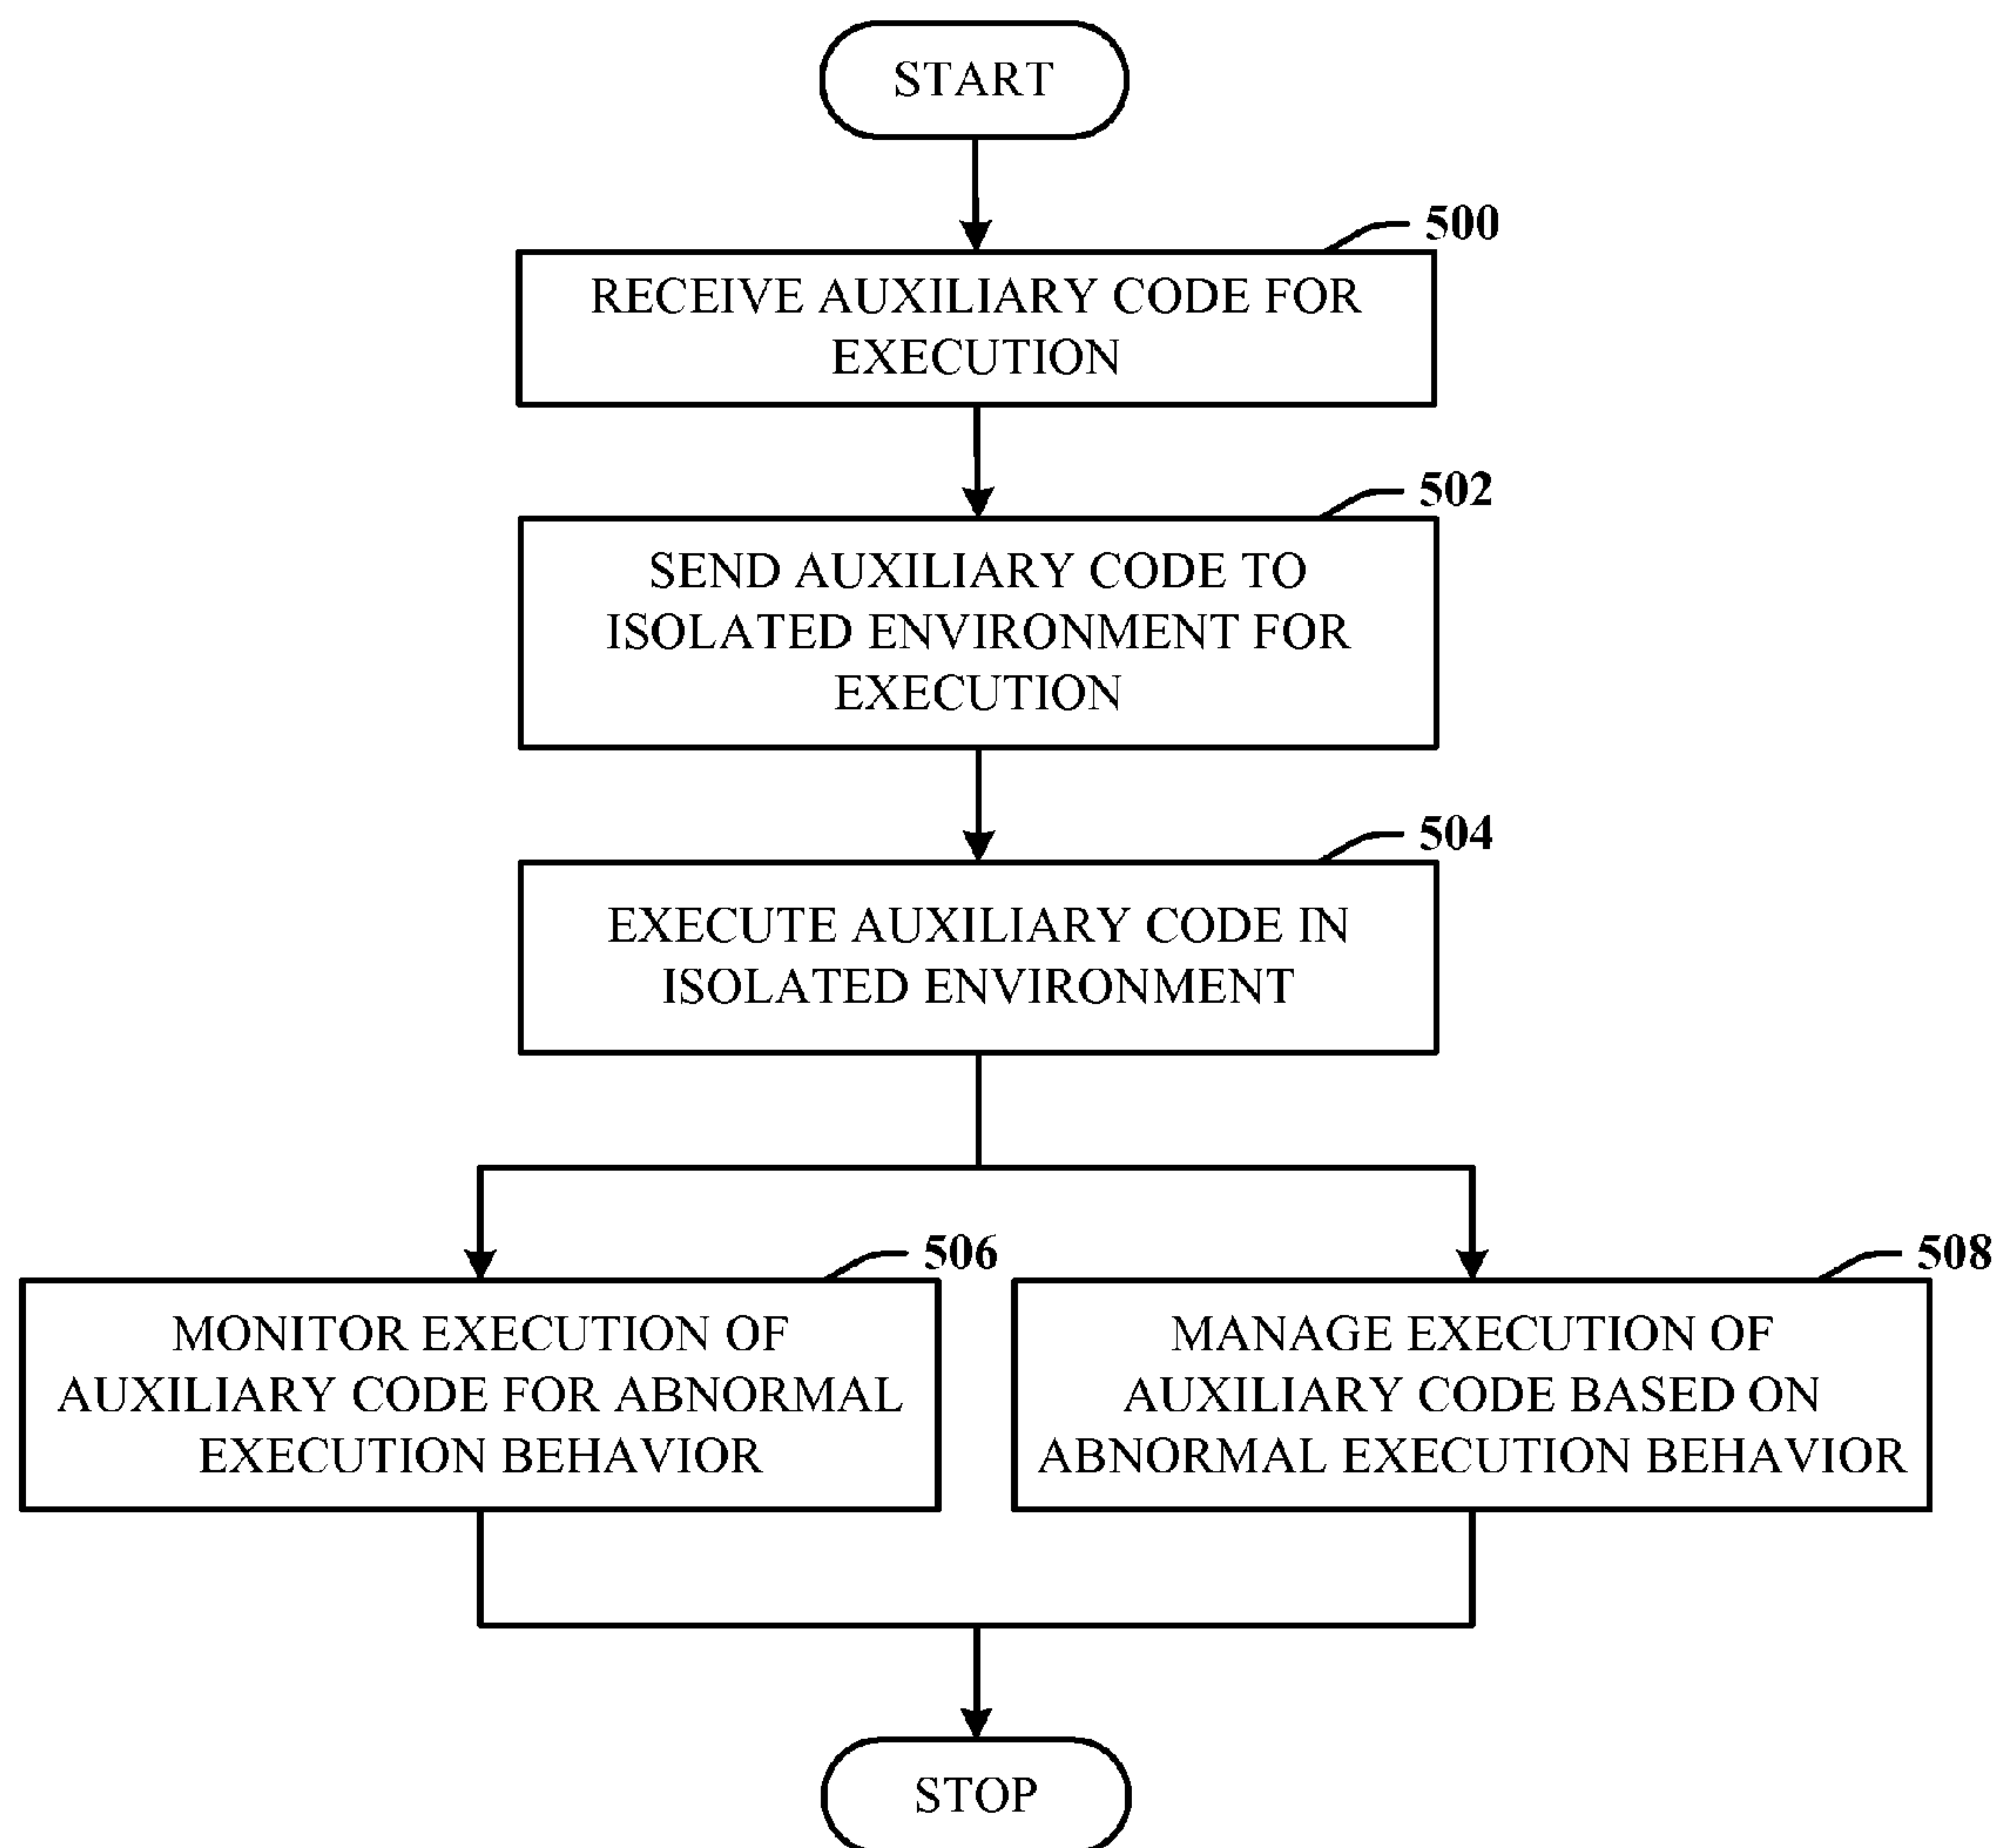 START
500
RECEIVE AUXILIARY CODE FOR
EXECUTION
502
SEND AUXILIARY CODE TO
ISOLATED ENVIRONMENT FOR
EXECUTION
504
EXECUTE AUXILIARY CODE IN
ISOLATED ENVIRONMENT
506
MONITOR EXECUTION OF
AUXILIARY CODE FOR ABNORMAL
EXECUTION BEHAVIOR
508
MANAGE EXECUTION OF
AUXILIARY CODE BASED ON
ABNORMAL EXECUTION BEHAVIOR
STOP